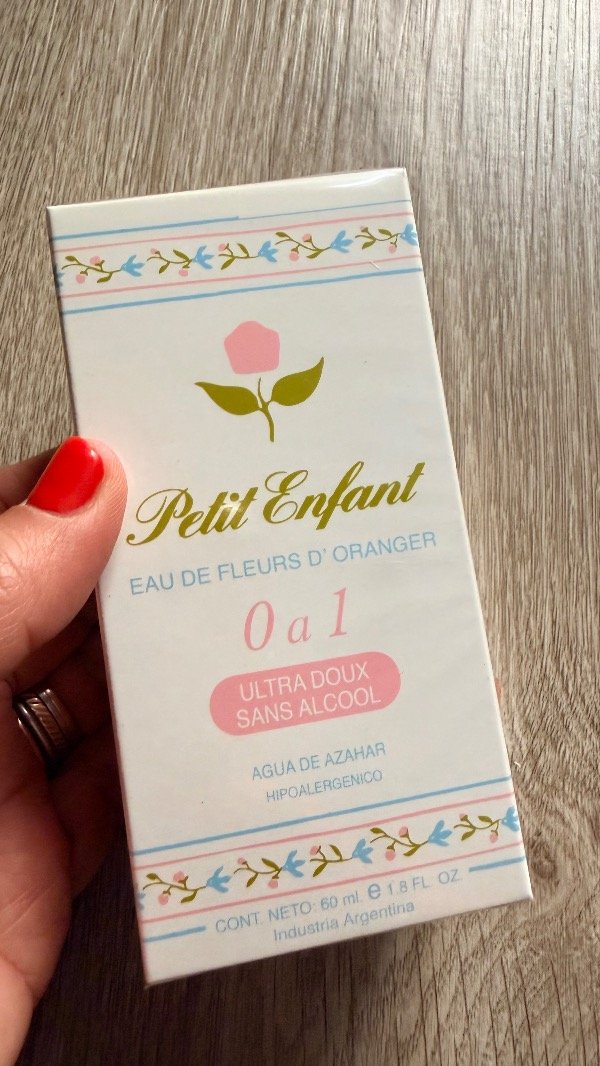 Petit Enfant
EAU DE FLEURS D' ORANGER
0 a 1
ULTRA DOUX
SANS ALCOOL
AGUA DE AZAHAR
HIPOALERGENICO
CONT. NETO: 60 ml. ℮ 1.8 FL OZ
Industria Argentina